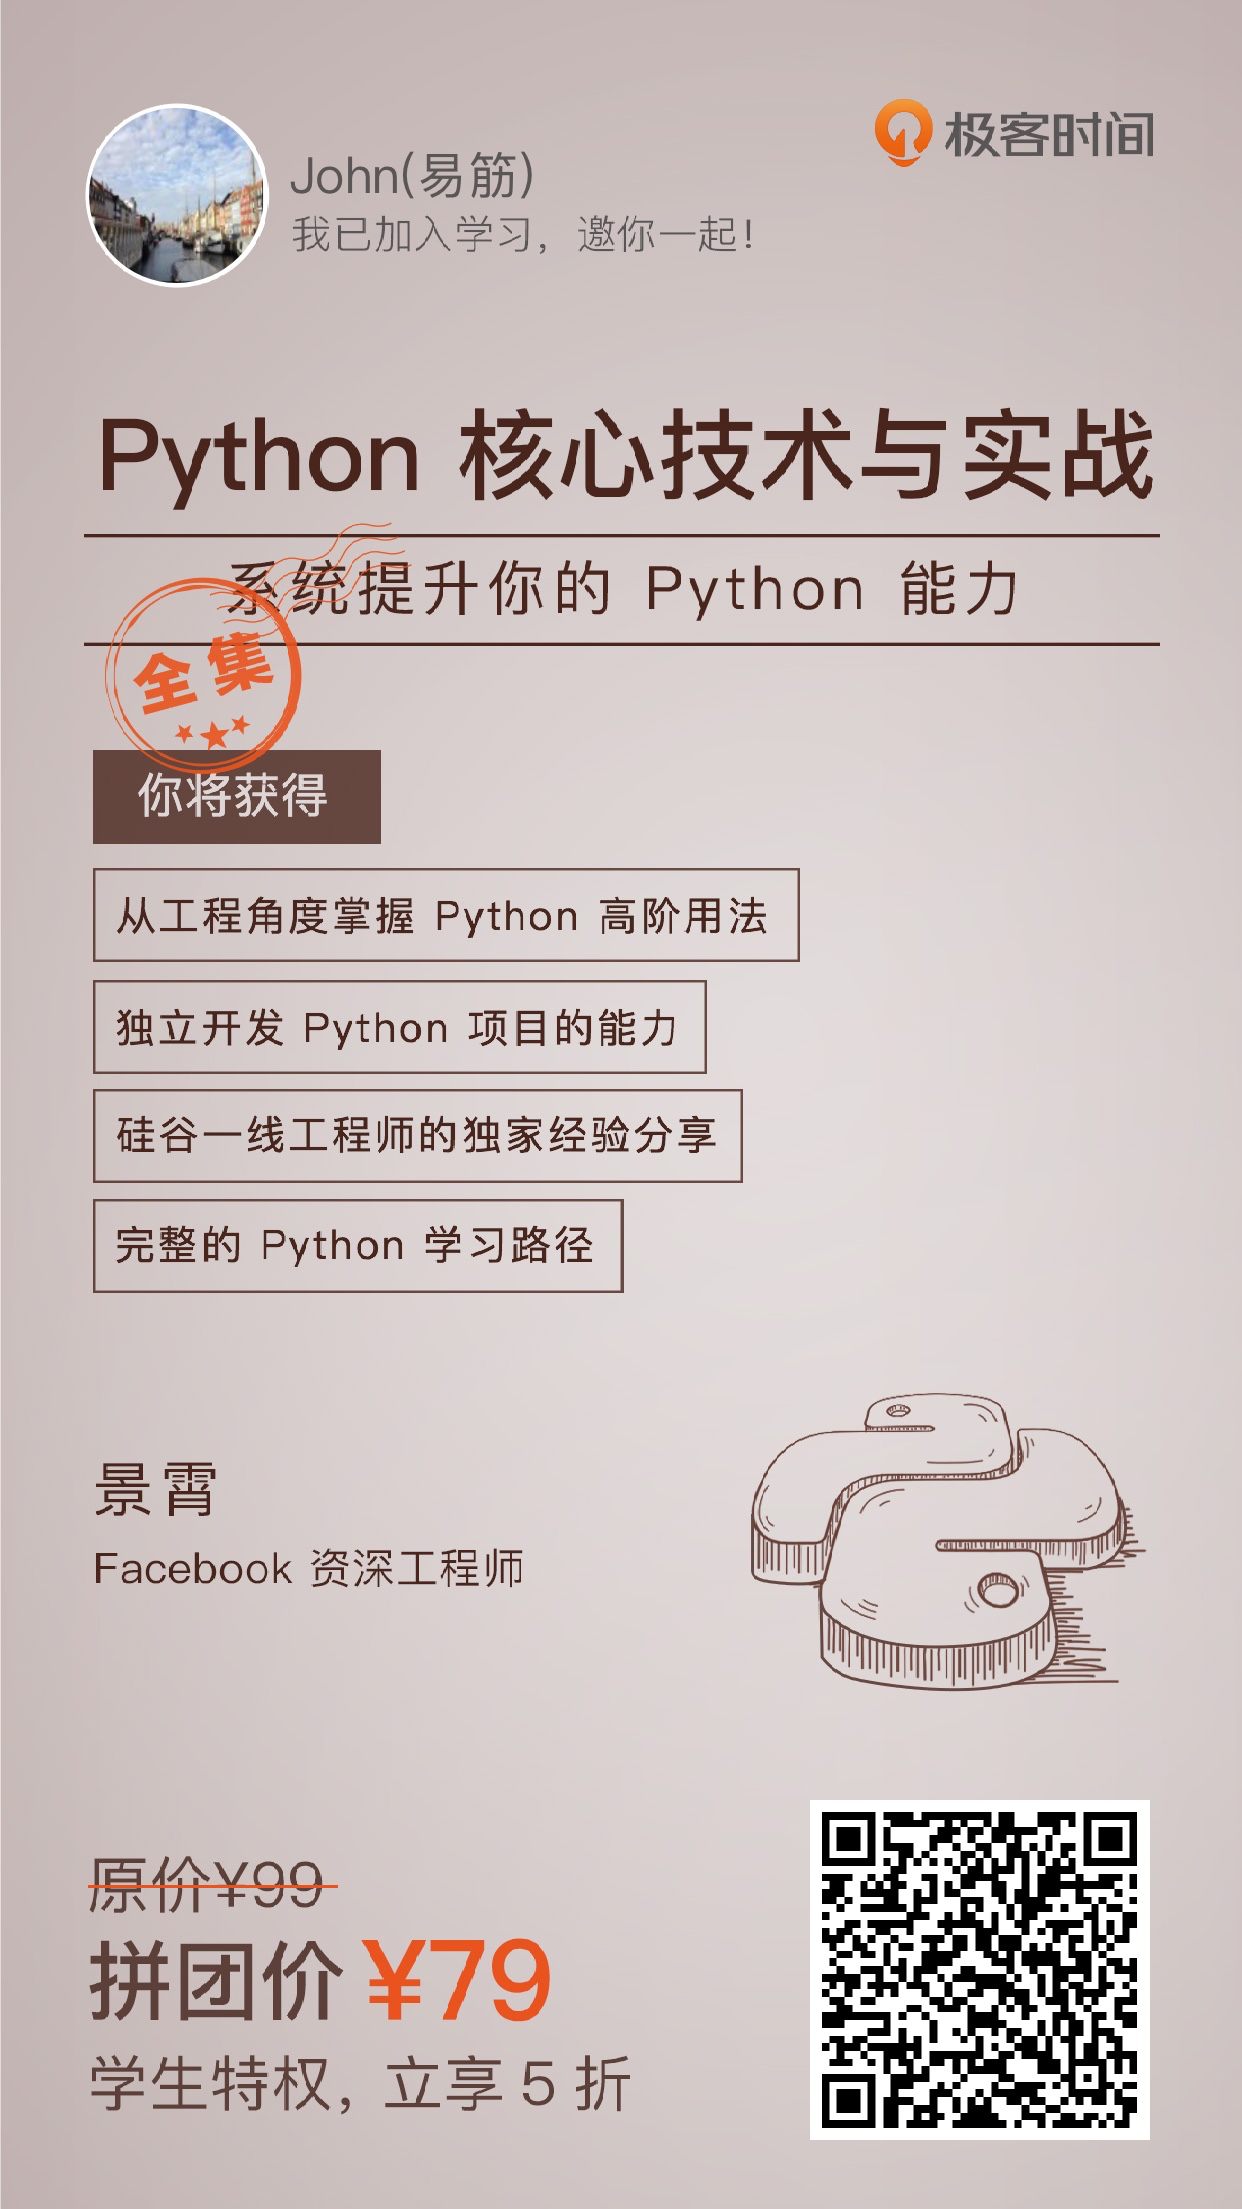 极客时间
John(易筋)
我已加入学习，邀你一起！
Python 核心技术与实战
系统提升你的 Python 能力
全集
你将获得
从工程角度掌握 Python 高阶用法
独立开发 Python 项目的能力
硅谷一线工程师的独家经验分享
完整的 Python 学习路径
景霄
Facebook 资深工程师
原价¥99
拼团价 ¥79
学生特权，立享 5 折